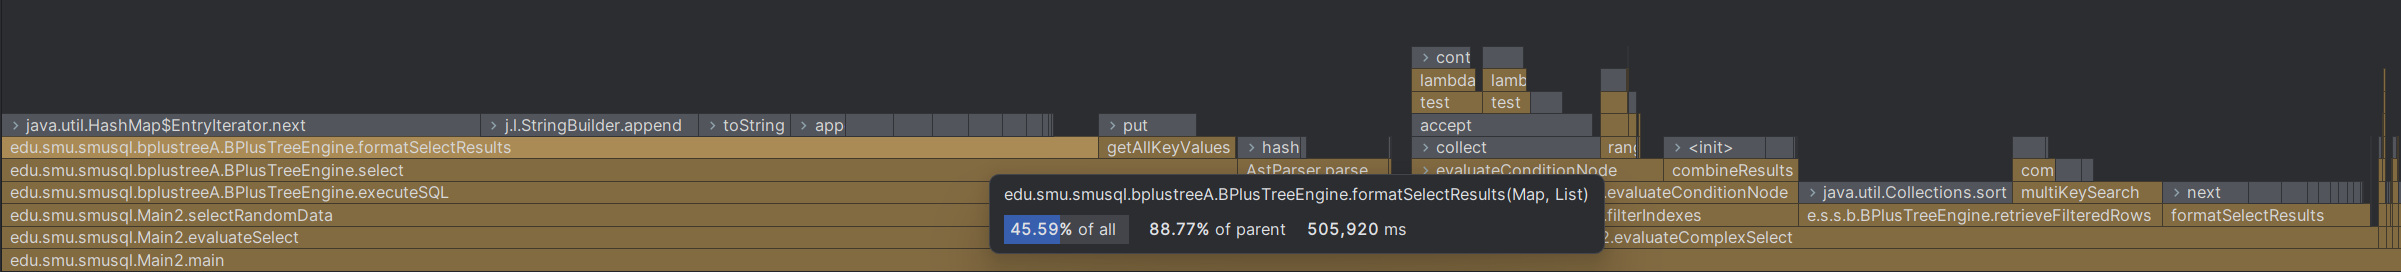 > cont
lambda lamb
test test
> java.util.HashMap$EntryIterator.next > j.l.StringBuilder.append > toString > app > put accept
edu.smu.smusql.bplustreeA.BPlusTreeEngine.formatSelectResults getAllKeyValues > hash > collect rang > <init>
edu.smu.smusql.bplustreeA.BPlusTreeEngine.select AstParser.parse > evaluateConditionNode combineResults com
edu.smu.smusql.bplustreeA.BPlusTreeEngine.executeSQL .evaluateConditionNode > java.util.Collections.sort multiKeySearch > next
edu.smu.smusql.Main2.selectRandomData .filterIndexes e.s.s.b.BPlusTreeEngine.retrieveFilteredRows formatSelectResults
edu.smu.smusql.Main2.evaluateSelect 2.evaluateComplexSelect
edu.smu.smusql.Main2.main
edu.smu.smusql.bplustreeA.BPlusTreeEngine.formatSelectResults(Map, List)
45.59% of all 88.77% of parent 505,920 ms